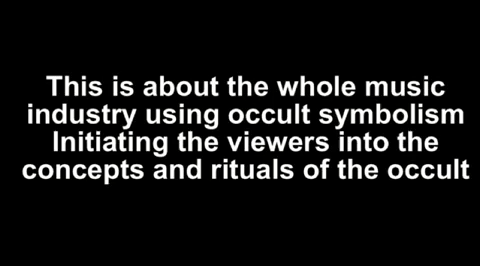 This is about the whole music
industry using occult symbolism
Initiating the viewers into the
concepts and rituals of the occult